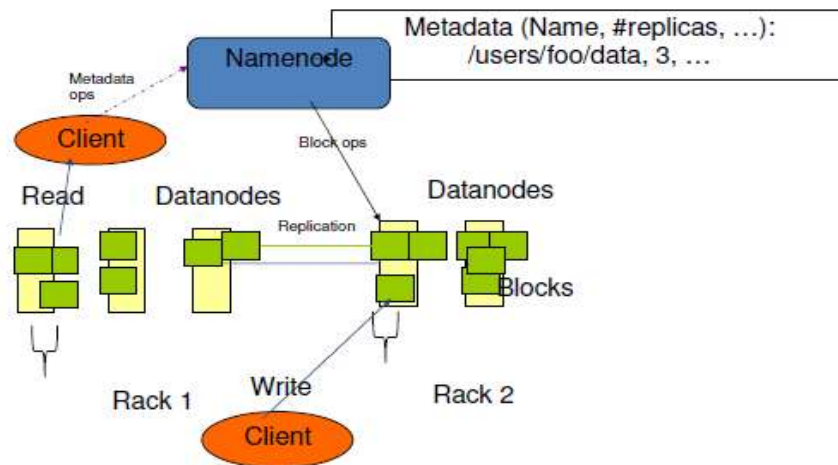 Metadata (Name, #replicas, …):
/users/foo/data, 3, …
Namenode
Metadata
ops
Client
Block ops
Read
Datanodes
Datanodes
Replication
Blocks
Rack 1
Write
Rack 2
Client